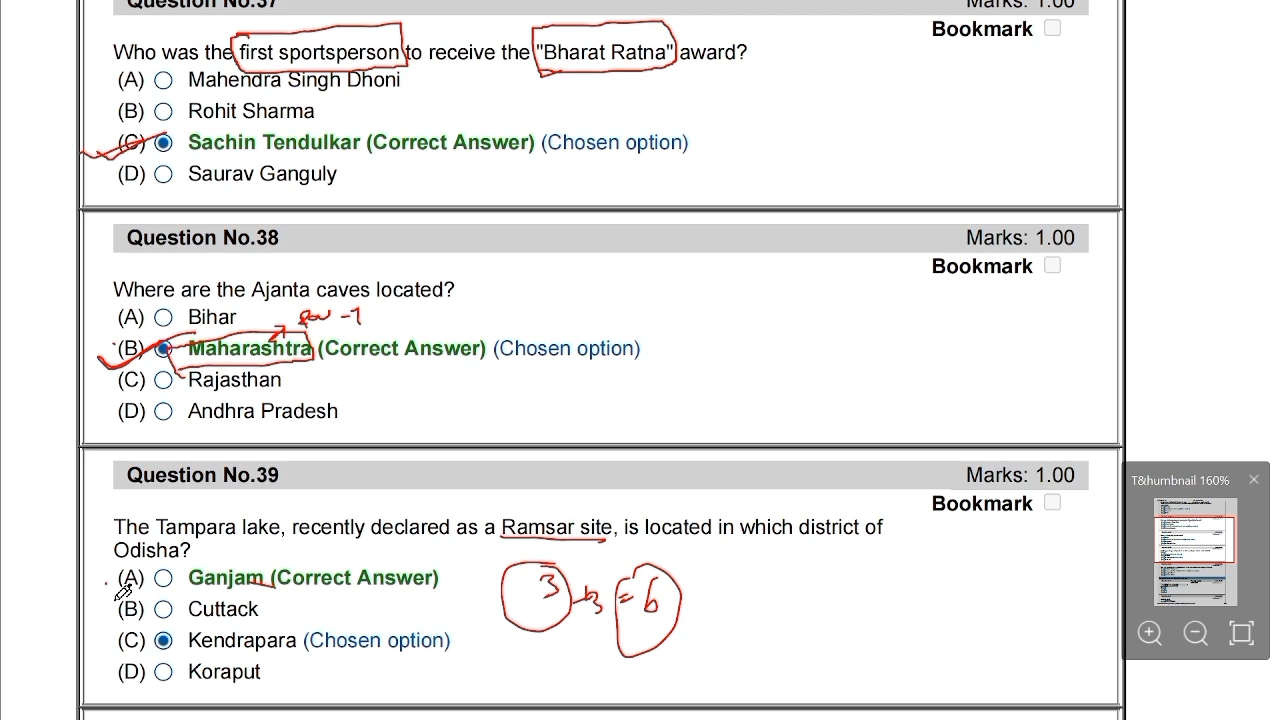 Question No.37 Marks: 1.00
Bookmark
Who was the first sportsperson to receive the "Bharat Ratna" award?
(A) Mahendra Singh Dhoni
(B) Rohit Sharma
(C) Sachin Tendulkar (Correct Answer) (Chosen option)
(D) Saurav Ganguly
Question No.38 Marks: 1.00
Bookmark
Where are the Ajanta caves located?
(A) Bihar
(B) Maharashtra (Correct Answer) (Chosen option)
(C) Rajasthan
(D) Andhra Pradesh
Question No.39 Marks: 1.00
Bookmark
T&humbnail 160%
The Tampara lake, recently declared as a Ramsar site, is located in which district of
Odisha?
(A) Ganjam (Correct Answer)
3 +3 = 6
(B) Cuttack
(C) Kendrapara (Chosen option)
(D) Koraput